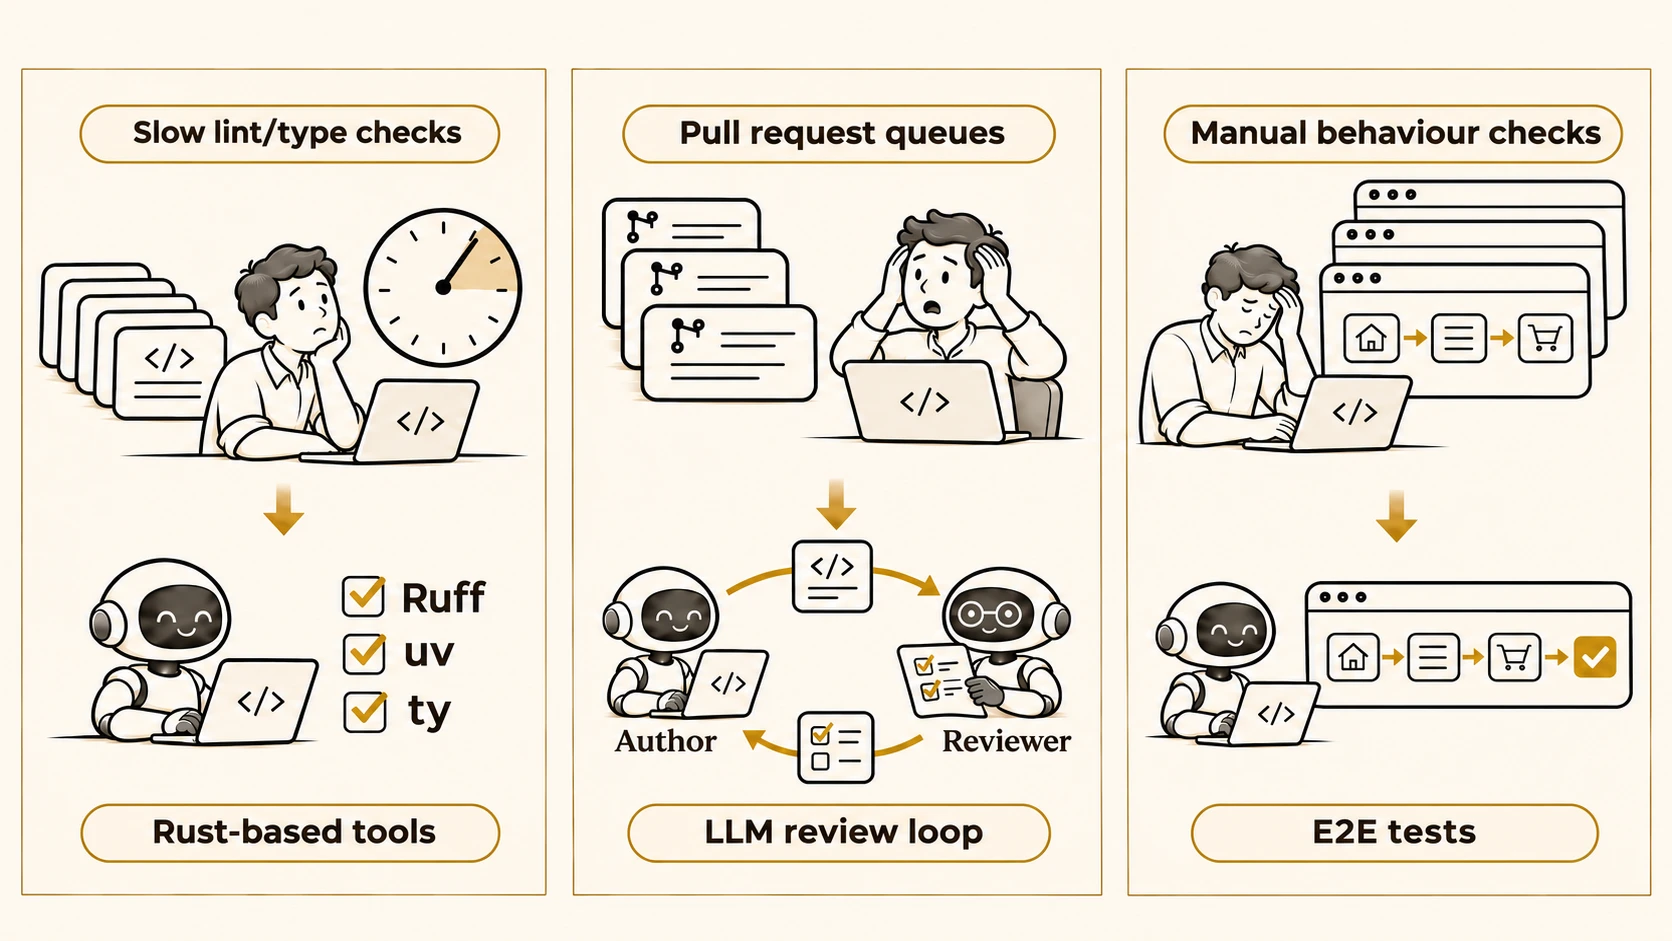 Slow lint/type checks
</>
</>
Ruff
uv
ty
</>
Rust-based tools
Pull request queues
</>
</>
</>
Author
Reviewer
LLM review loop
Manual behaviour checks
</>
</>
E2E tests